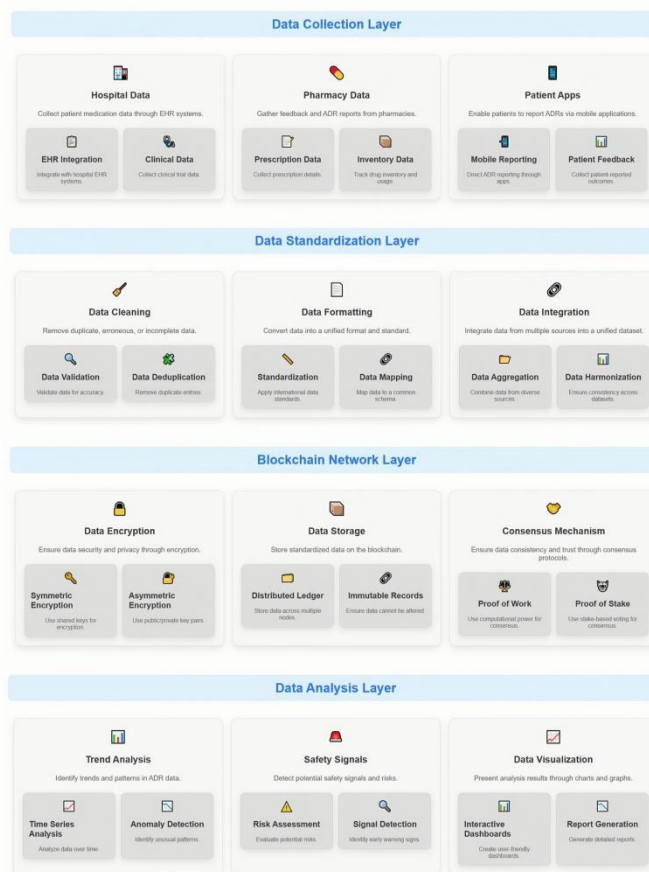 Data Collection Layer
Hospital Data
Collect patient medication data through EHR systems.
EHR Integration
Integrate with hospital EHR
systems.
Clinical Data
Collect clinical trial data.
Pharmacy Data
Gather feedback and ADR reports from pharmacies.
Prescription Data
Collect prescription details.
Inventory Data
Track drug inventory and
usage.
Patient Apps
Enable patients to report ADRs via mobile applications.
Mobile Reporting
Direct ADR reporting through
apps.
Patient Feedback
Collect patient-reported
outcomes.
Data Standardization Layer
Data Cleaning
Remove duplicate, erroneous, or incomplete data.
Data Validation
Validate data for accuracy.
Data Deduplication
Remove duplicate entries.
Data Formatting
Convert data into a unified format and standard.
Standardization
Apply international data
standards.
Data Mapping
Map data to a common
schema.
Data Integration
Integrate data from multiple sources into a unified dataset.
Data Aggregation
Combine data from diverse
sources.
Data Harmonization
Ensure consistency across
datasets.
Blockchain Network Layer
Data Encryption
Ensure data security and privacy through encryption.
Symmetric
Encryption
Use shared keys for
encryption.
Asymmetric
Encryption
Use public/private key pairs.
Data Storage
Store standardized data on the blockchain.
Distributed Ledger
Store data across multiple
nodes.
Immutable Records
Ensure data cannot be altered.
Consensus Mechanism
Ensure data consistency and trust through consensus
protocols.
Proof of Work
Use computational power for
consensus.
Proof of Stake
Use stake-based voting for
consensus.
Data Analysis Layer
Trend Analysis
Identify trends and patterns in ADR data.
Time Series
Analysis
Analyze data over time.
Anomaly Detection
Identify unusual patterns.
Safety Signals
Detect potential safety signals and risks.
Risk Assessment
Evaluate potential risks.
Signal Detection
Identify early warning signs.
Data Visualization
Present analysis results through charts and graphs.
Interactive
Dashboards
Create user-friendly
dashboards.
Report Generation
Generate detailed reports.